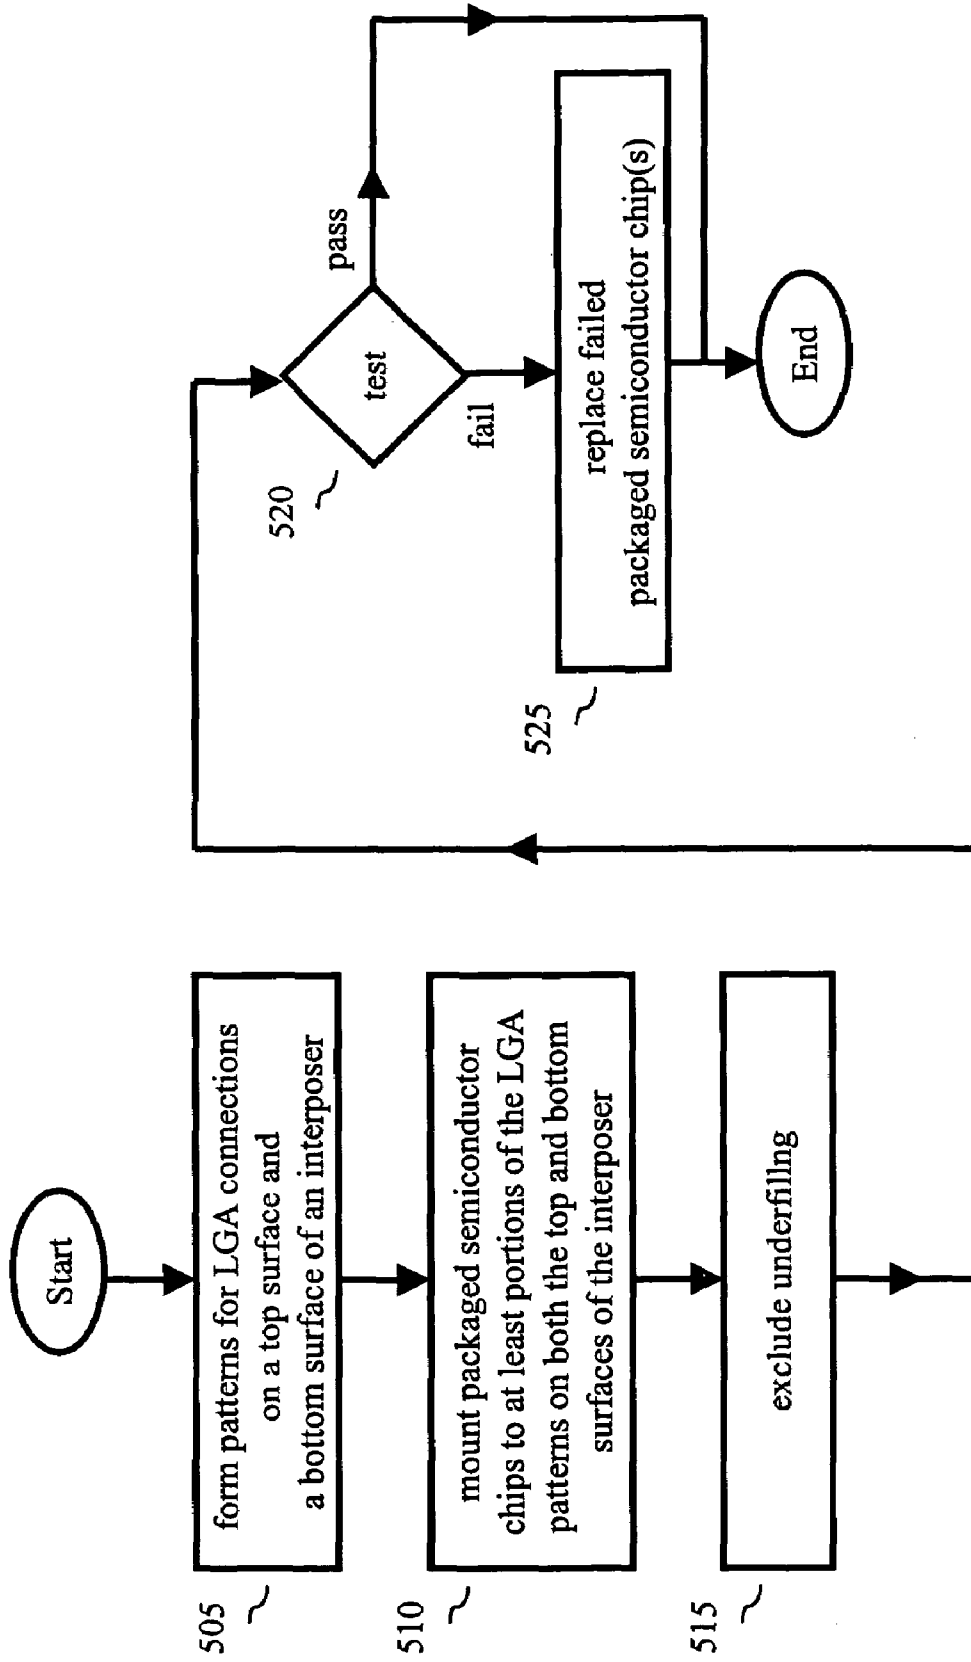 Start
505
form patterns for LGA connections
on a top surface and
a bottom surface of an interposer
510
mount packaged semiconductor
chips to at least portions of the LGA
patterns on both the top and bottom
surfaces of the interposer
515
exclude underfillng
520
test
pass
fail
525
replace failed
packaged semiconductor chip(s)
End